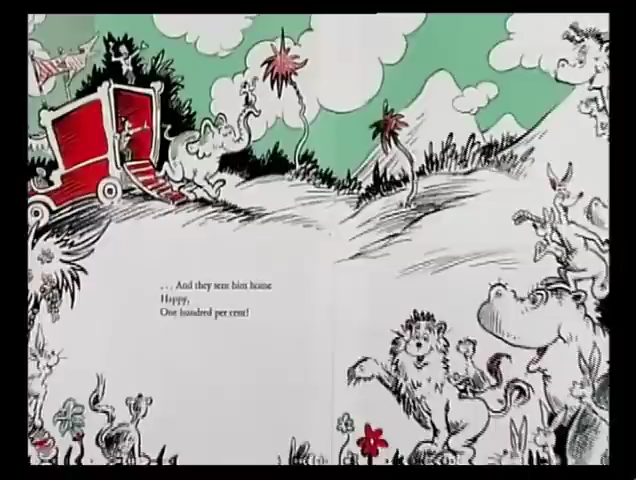 ... And they sent him home
Happy,
One hundred per cent!